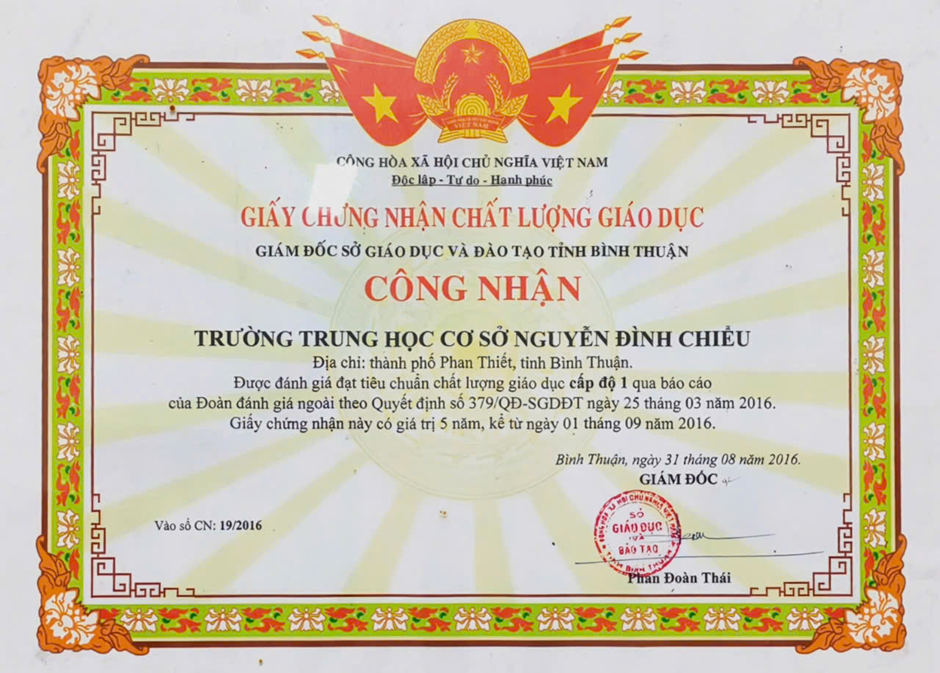 VIỆT NAM
CỘNG HÒA XÃ HỘI CHỦ NGHĨA VIỆT NAM
Độc lập - Tự do - Hạnh phúc
GIẤY CHỨNG NHẬN CHẤT LƯỢNG GIÁO DỤC
GIÁM ĐỐC SỞ GIÁO DỤC VÀ ĐÀO TẠO TỈNH BÌNH THUẬN
CÔNG NHẬN
TRƯỜNG TRUNG HỌC CƠ SỞ NGUYỄN ĐÌNH CHIỂU
Địa chỉ: thành phố Phan Thiết, tỉnh Bình Thuận.
Được đánh giá đạt tiêu chuẩn chất lượng giáo dục cấp độ 1 qua báo cáo
của Đoàn đánh giá ngoài theo Quyết định số 379/QĐ-SGDĐT ngày 25 tháng 03 năm 2016.
Giấy chứng nhận này có giá trị 5 năm, kể từ ngày 01 tháng 09 năm 2016.
Bình Thuận, ngày 31 tháng 08 năm 2016.
GIÁM ĐỐC
Vào sổ CN: 19/2016
SỞ
GIÁO DỤC
VÀ
ĐÀO TẠO
Phan Đoàn Thái